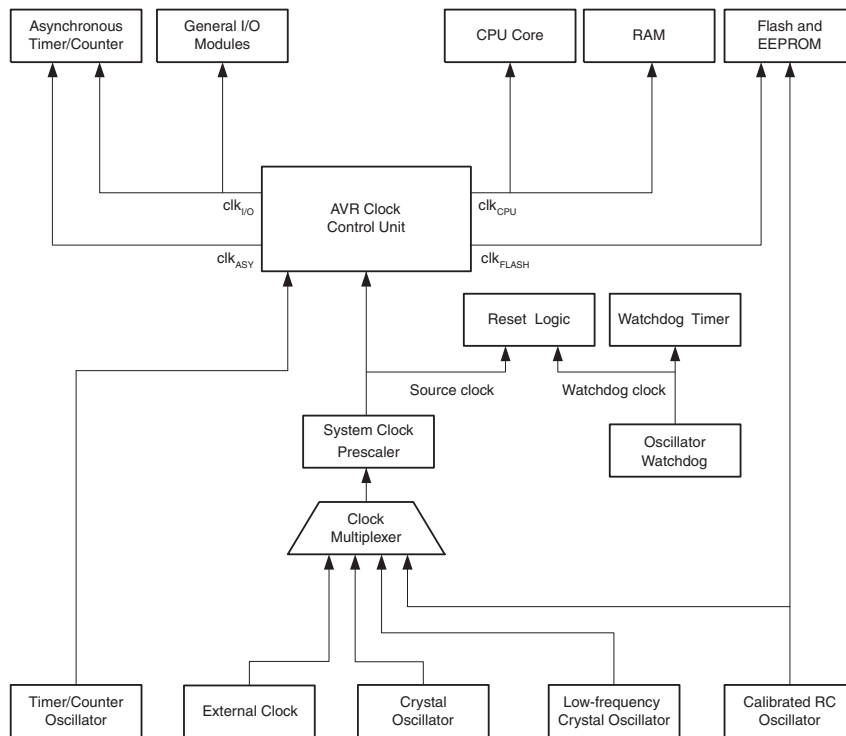 Asynchronous
Timer/Counter
General I/O
Modules
CPU Core
RAM
Flash and
EEPROM
clkI/O
AVR Clock
Control Unit
clkCPU
clkASY
clkFLASH
Reset Logic
Watchdog Timer
Source clock
Watchdog clock
System Clock
Prescaler
Oscillator
Watchdog
Clock
Multiplexer
Timer/Counter
Oscillator
External Clock
Crystal
Oscillator
Low-frequency
Crystal Oscillator
Calibrated RC
Oscillator